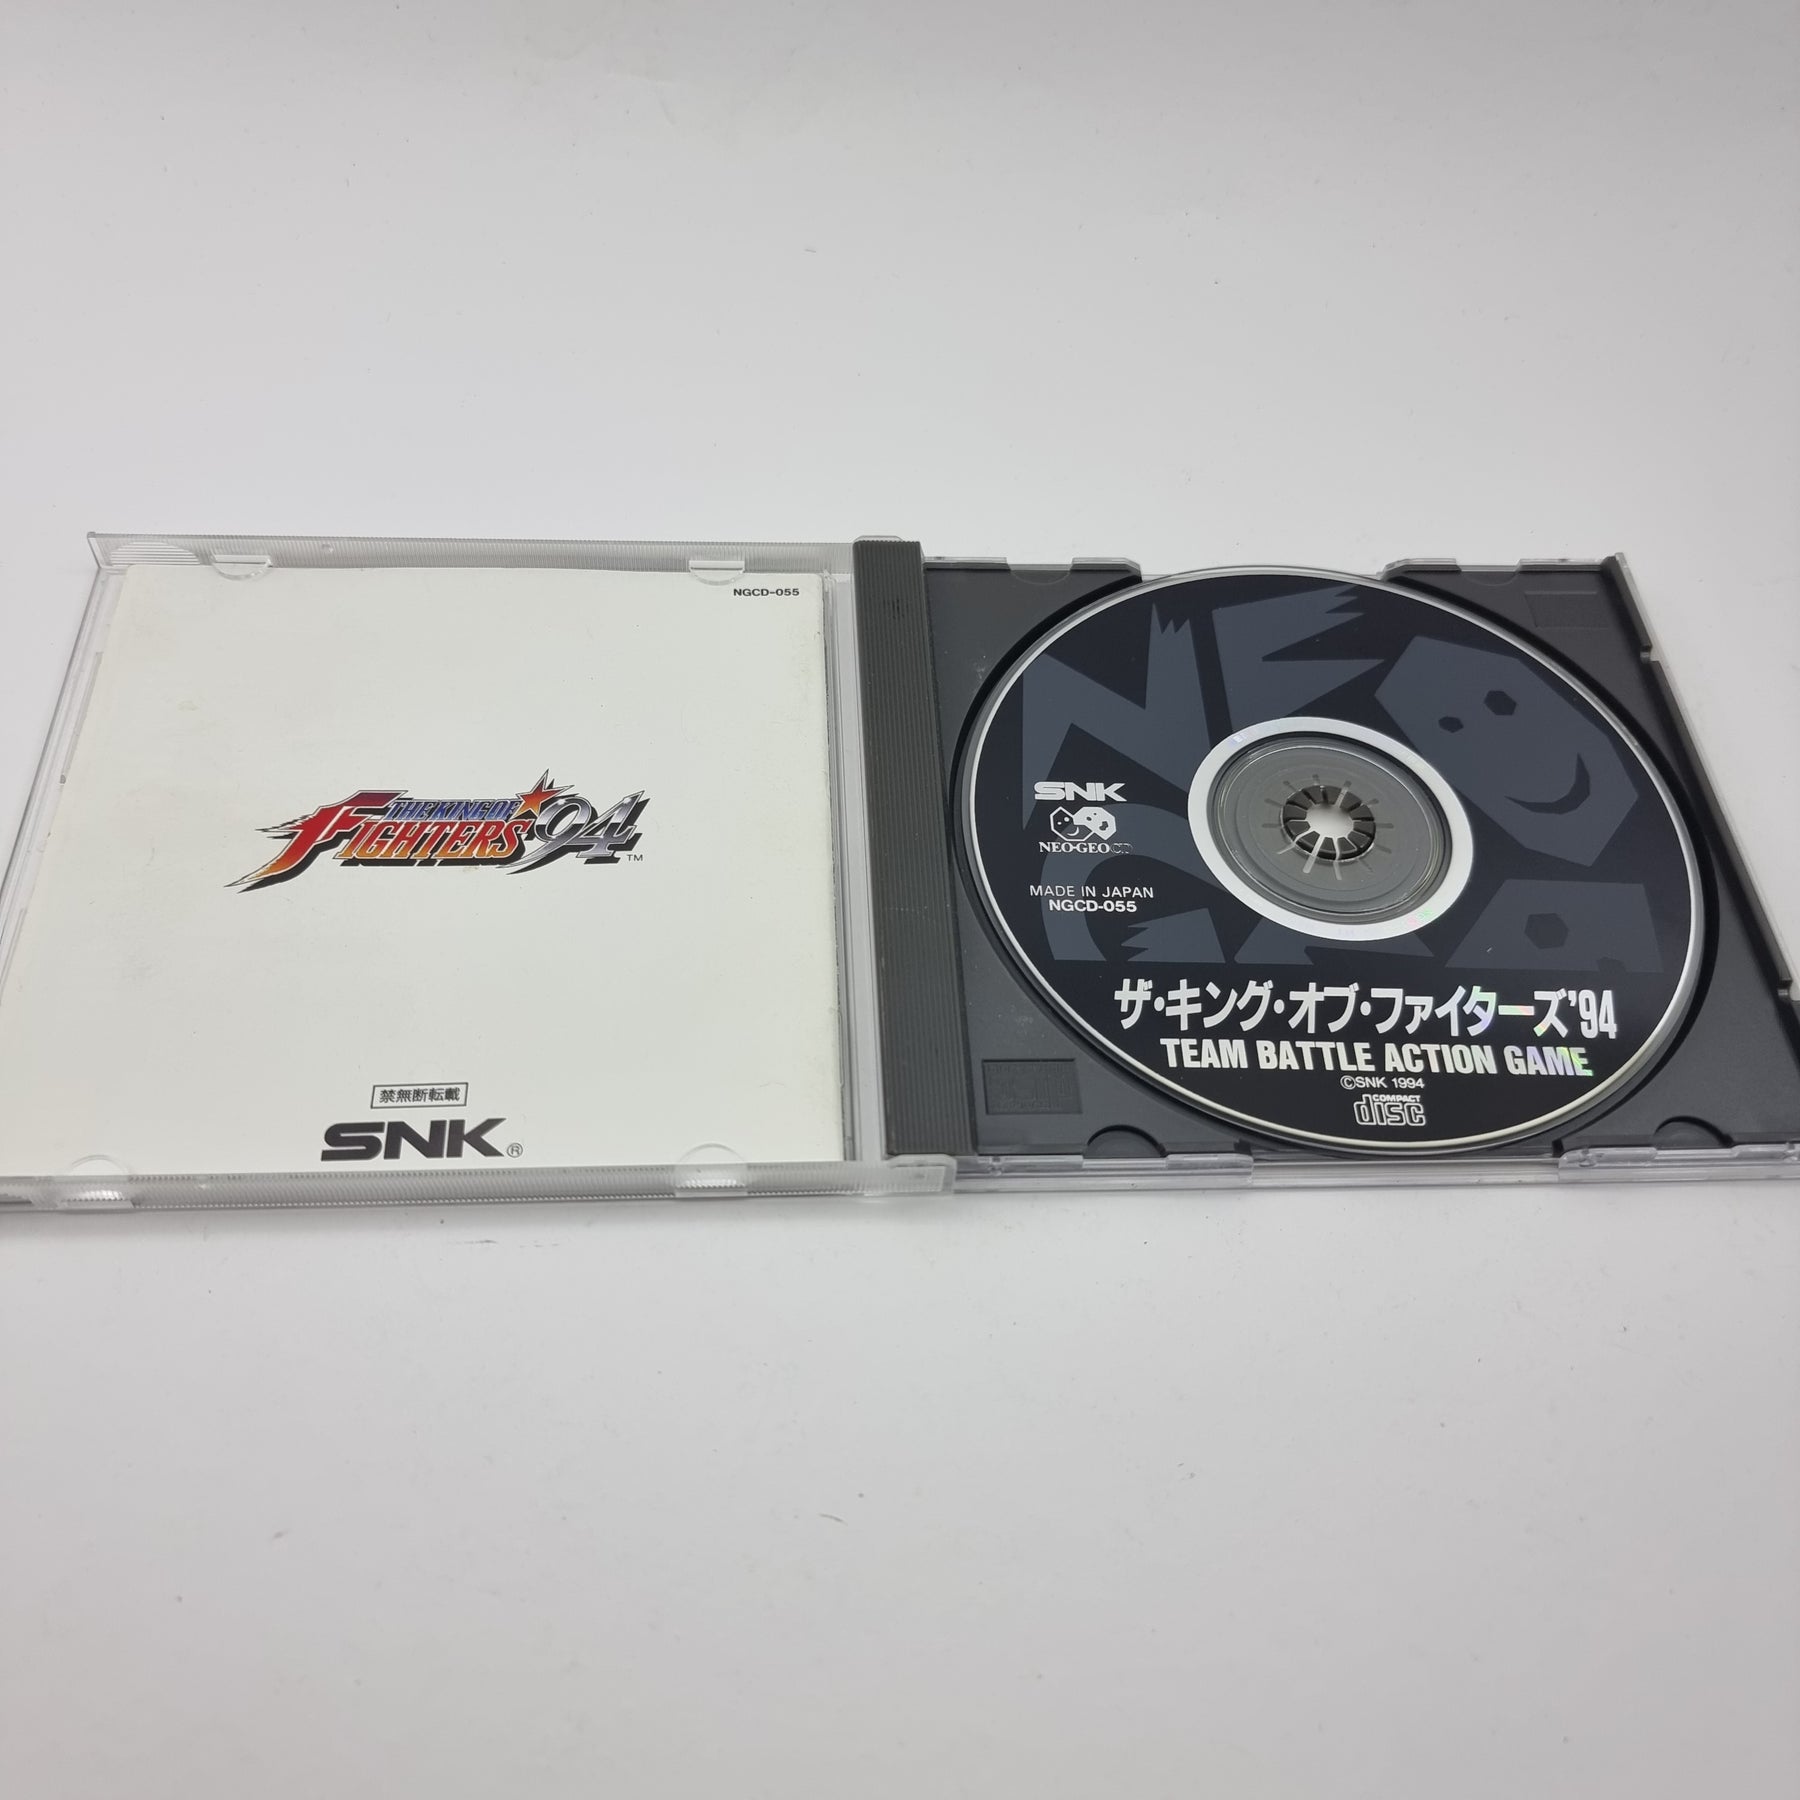 NGCD-055
THE KING OF
FIGHTERS '94
TM
禁無断転載
SNK®
NEO
GEO
SNK
NEO•GEO CD
MADE IN JAPAN
NGCD-055
ザ・キング・オブ・ファイターズ'94
TEAM BATTLE ACTION GAME
©SNK 1994
COMPACT
disc